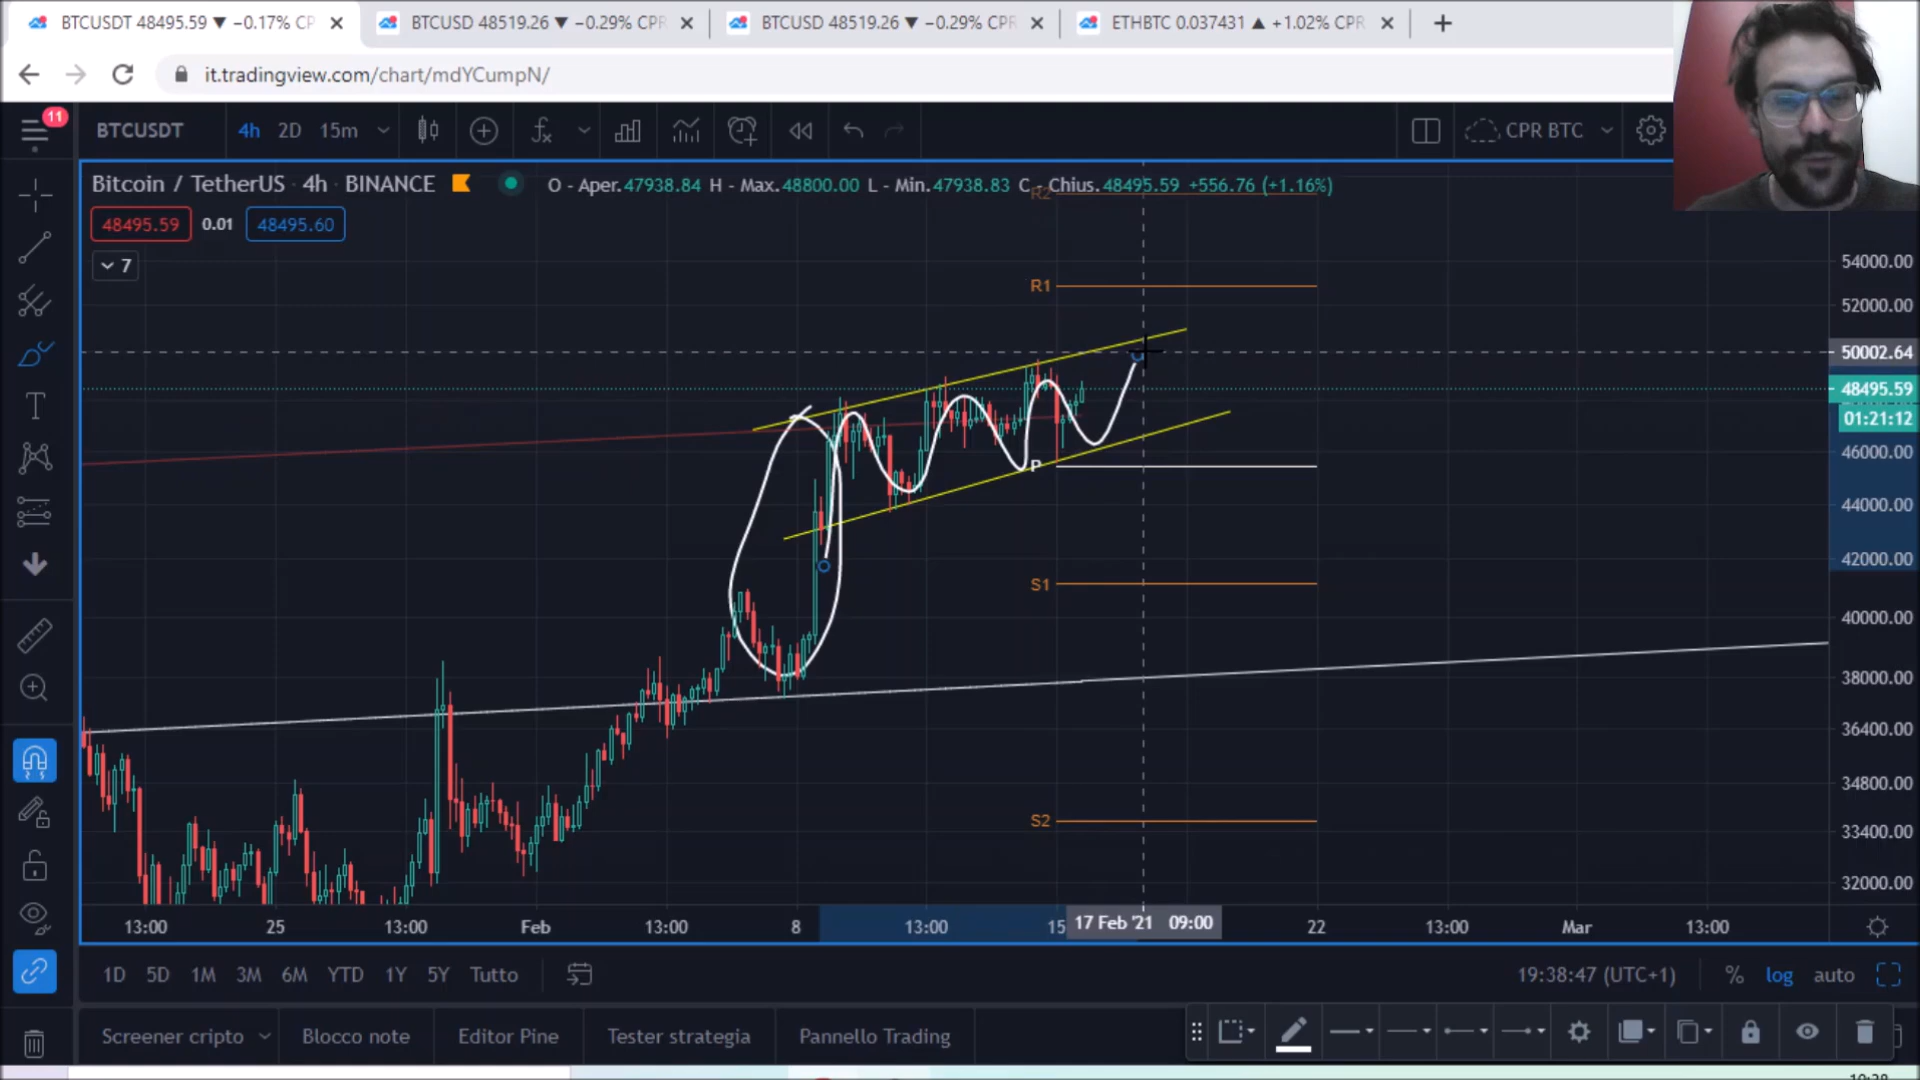 BTCUSDT 48495.59 ▼ −0.17% CP
BTCUSD 48519.26 ▼ −0.29% CPR
BTCUSD 48519.26 ▼ −0.29% CPR
ETHBTC 0.037431 ▲ +1.02% CPR
it.tradingview.com/chart/mdYCumpN/
11
BTCUSDT 4h 2D 15m
CPR BTC
Bitcoin / TetherUS · 4h · BINANCE O - Aper.47938.84 H - Max.48800.00 L - Min.47938.83 C - Chius.48495.59 +556.76 (+1.16%)
R2
48495.59 0.01 48495.60
7
R1
P
S1
S2
54000.00
52000.00
50002.64
48495.59
01:21:12
46000.00
44000.00
42000.00
40000.00
38000.00
36400.00
34800.00
33400.00
32000.00
13:00 25 13:00 Feb 13:00 8 13:00 15 17 Feb '21 09:00 22 13:00 Mar 13:00
1D 5D 1M 3M 6M YTD 1Y 5Y Tutto 19:38:47 (UTC+1) % log auto
Screener cripto Blocco note Editor Pine Tester strategia Pannello Trading